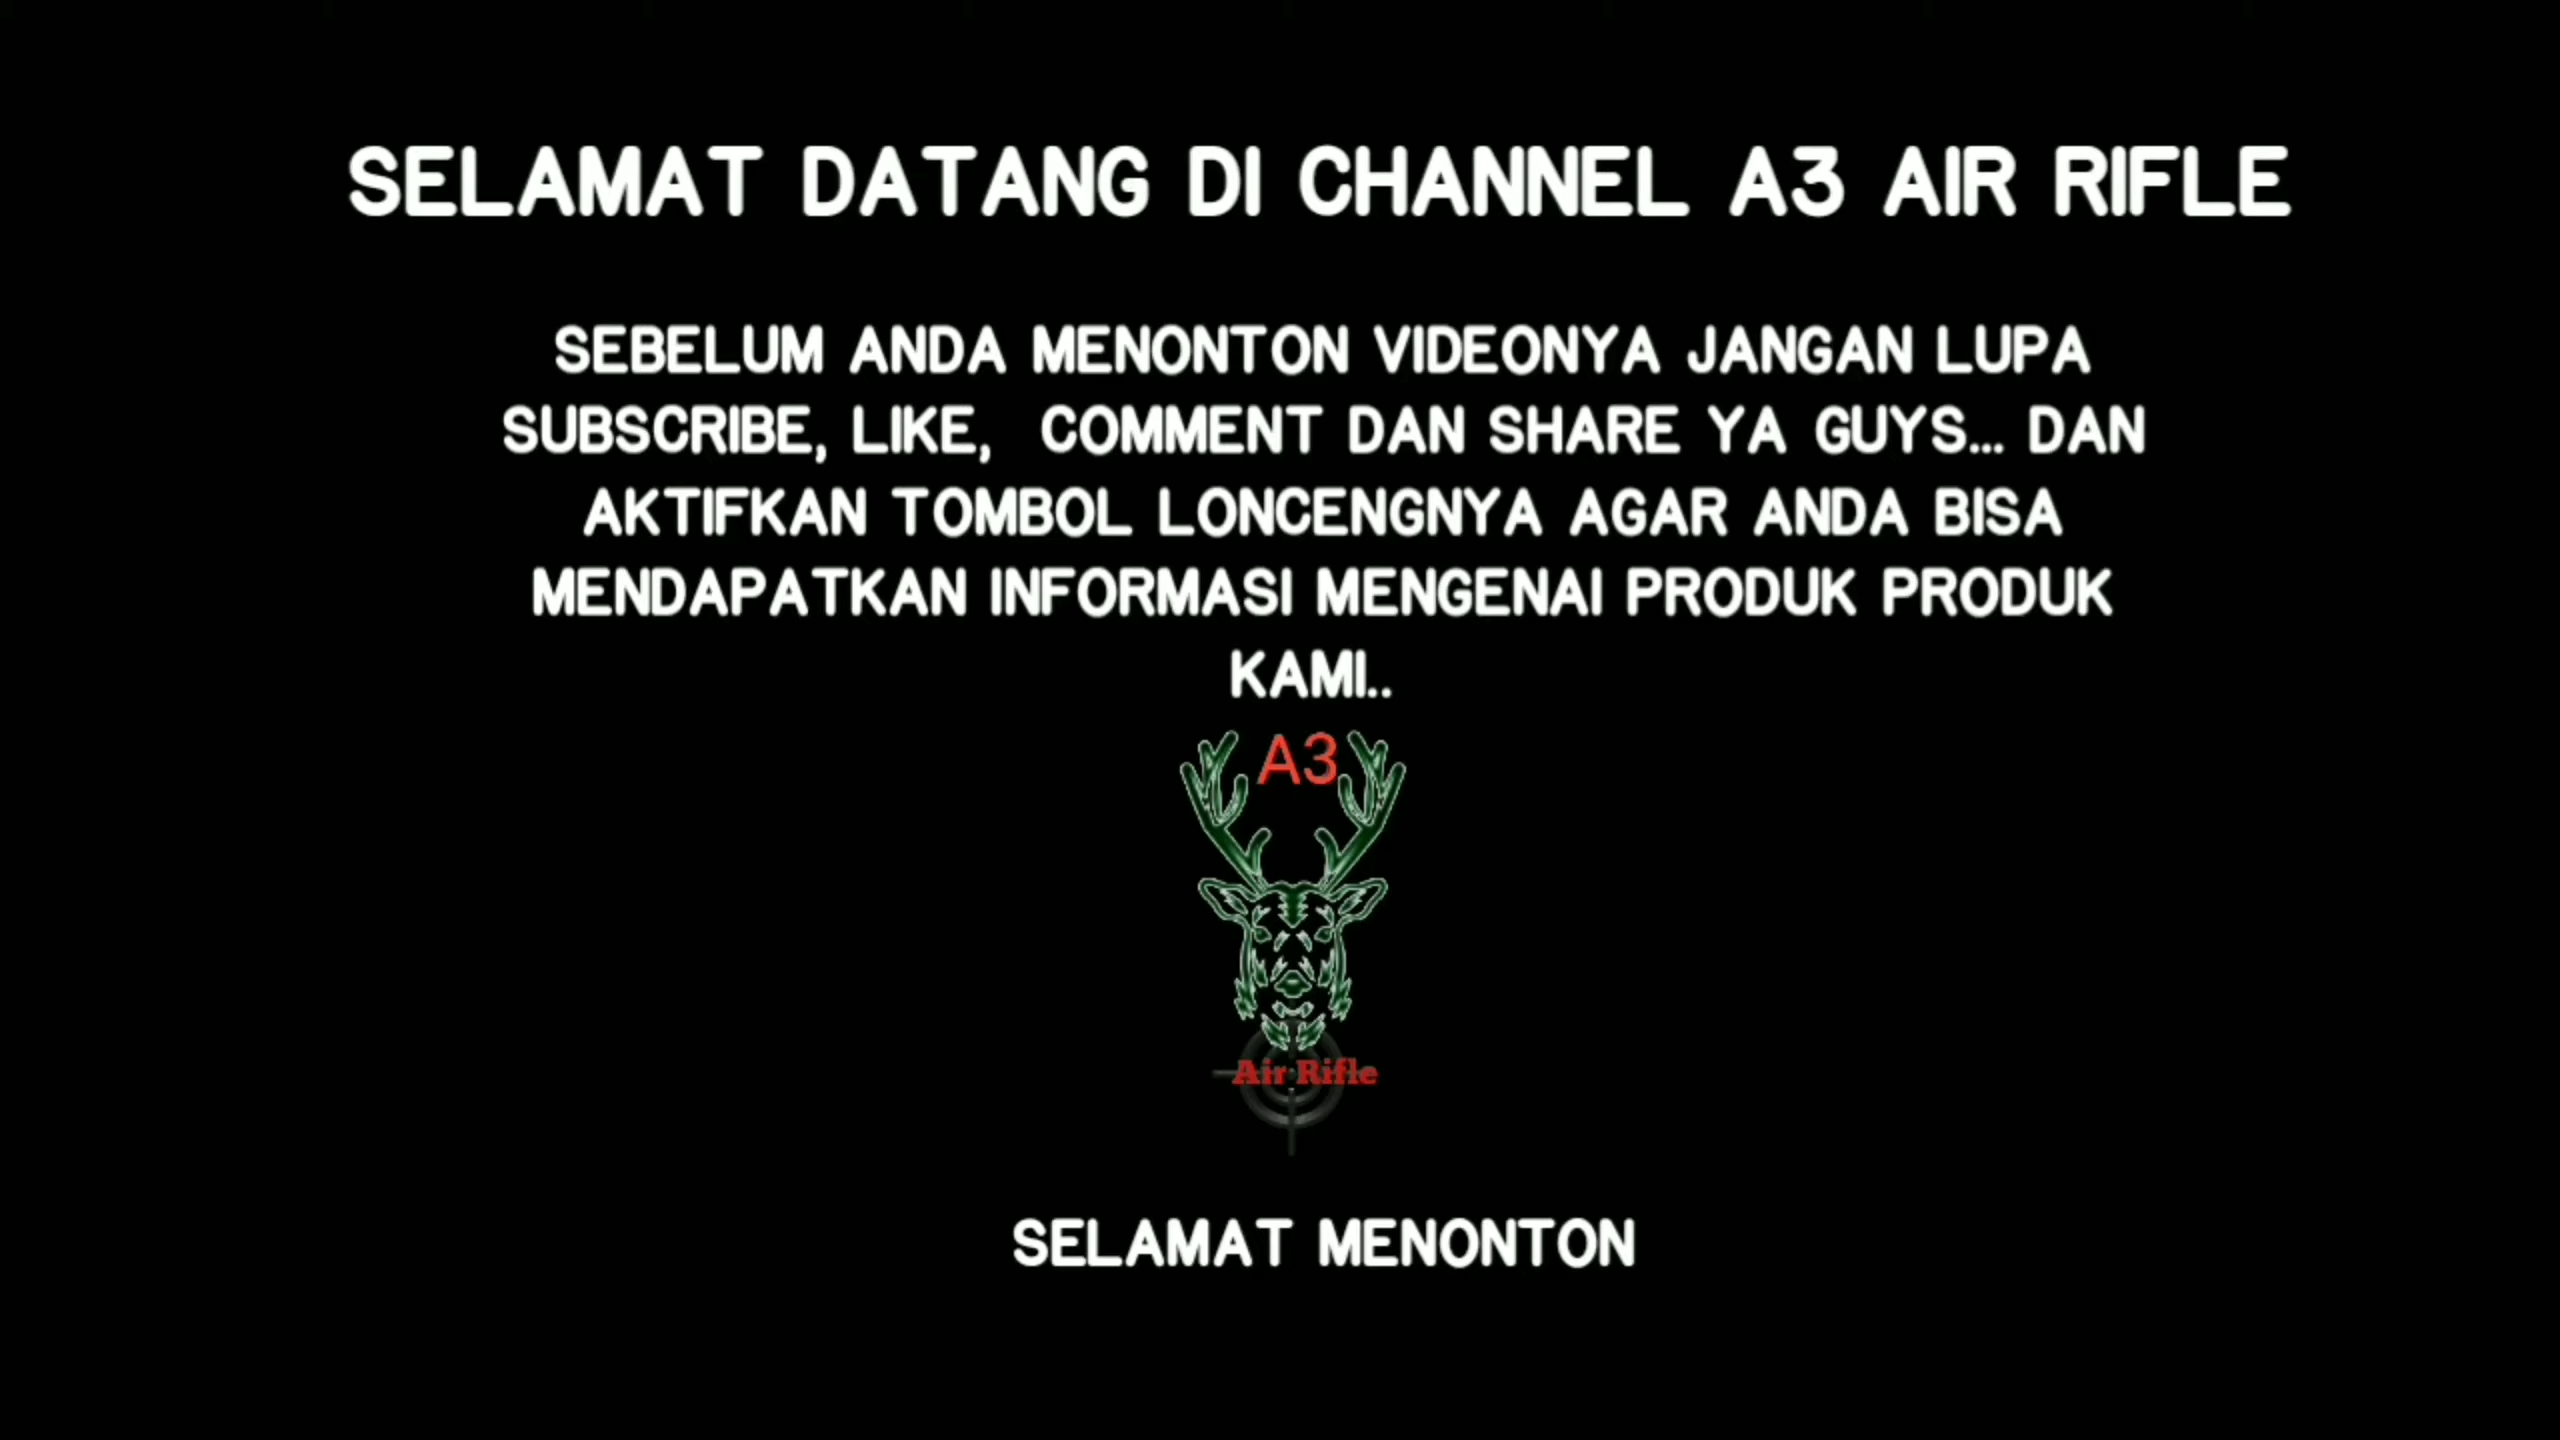 SELAMAT DATANG DI CHANNEL A3 AIR RIFLE
SEBELUM ANDA MENONTON VIDEONYA JANGAN LUPA
SUBSCRIBE, LIKE,  COMMENT DAN SHARE YA GUYS... DAN
AKTIFKAN TOMBOL LONCENGNYA AGAR ANDA BISA
MENDAPATKAN INFORMASI MENGENAI PRODUK PRODUK
KAMI..
A3
Air Rifle
SELAMAT MENONTON